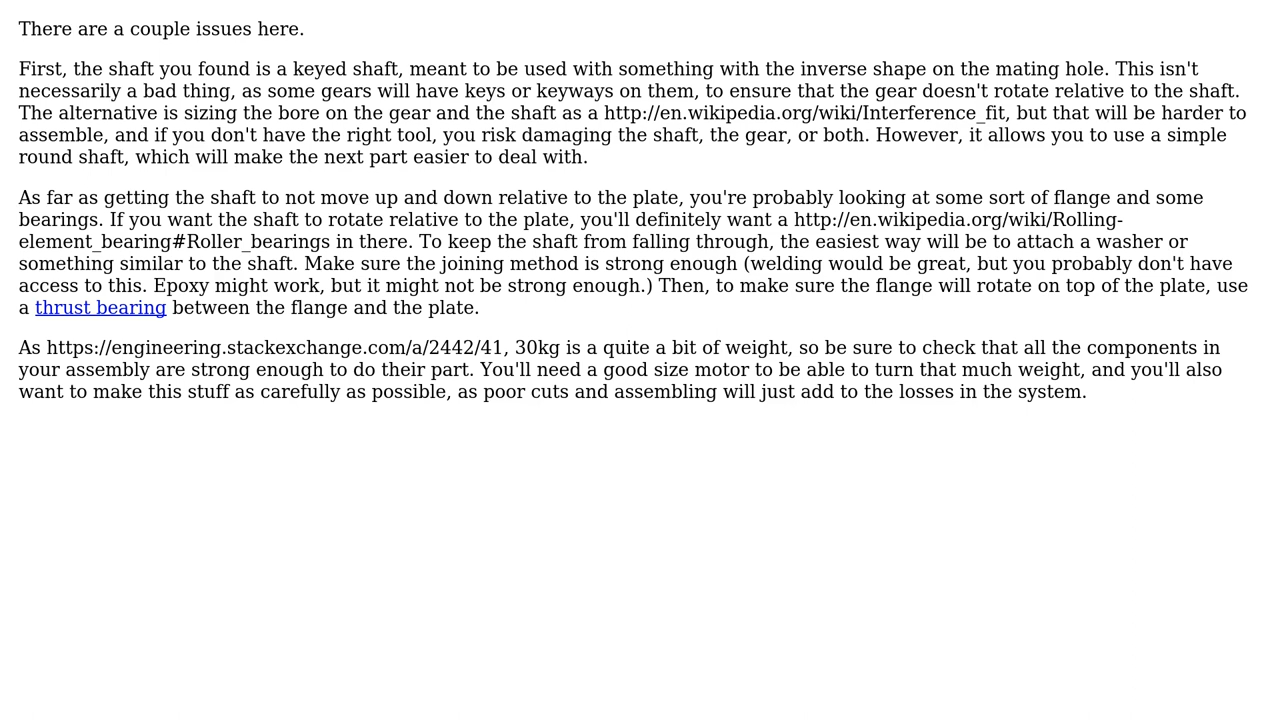 There are a couple issues here.
First, the shaft you found is a keyed shaft, meant to be used with something with the inverse shape on the mating hole. This isn't
necessarily a bad thing, as some gears will have keys or keyways on them, to ensure that the gear doesn't rotate relative to the shaft.
The alternative is sizing the bore on the gear and the shaft as a http://en.wikipedia.org/wiki/Interference_fit, but that will be harder to
assemble, and if you don't have the right tool, you risk damaging the shaft, the gear, or both. However, it allows you to use a simple
round shaft, which will make the next part easier to deal with.
As far as getting the shaft to not move up and down relative to the plate, you're probably looking at some sort of flange and some
bearings. If you want the shaft to rotate relative to the plate, you'll definitely want a http://en.wikipedia.org/wiki/Rolling-
element_bearing#Roller_bearings in there. To keep the shaft from falling through, the easiest way will be to attach a washer or
something similar to the shaft. Make sure the joining method is strong enough (welding would be great, but you probably don't have
access to this. Epoxy might work, but it might not be strong enough.) Then, to make sure the flange will rotate on top of the plate, use
a thrust bearing between the flange and the plate.
As https://engineering.stackexchange.com/a/2442/41, 30kg is a quite a bit of weight, so be sure to check that all the components in
your assembly are strong enough to do their part. You'll need a good size motor to be able to turn that much weight, and you'll also
want to make this stuff as carefully as possible, as poor cuts and assembling will just add to the losses in the system.